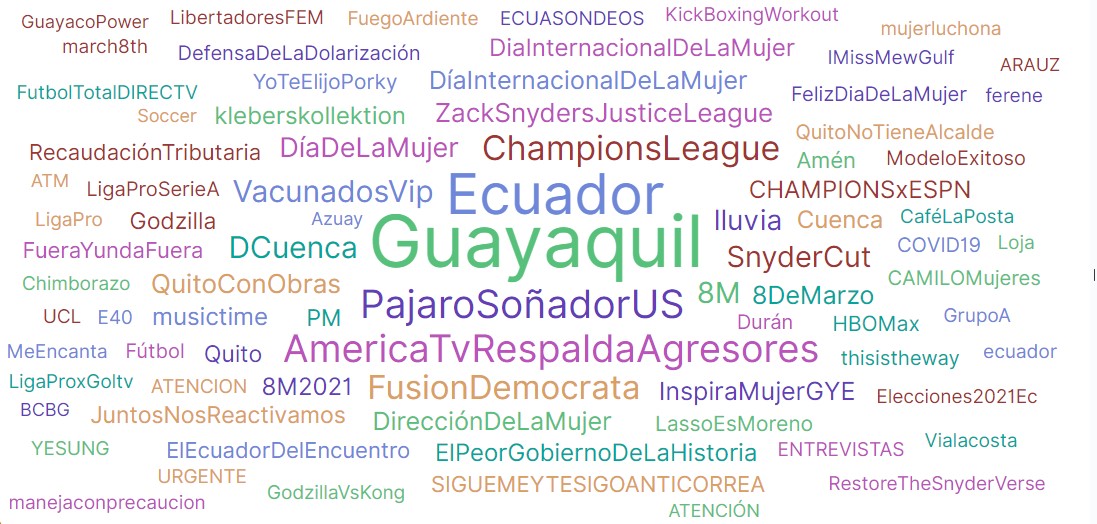 GuayacoPower LibertadoresFEM FuegoArdiente ECUASONDEOS KickBoxingWorkout mujerluchona
march8th DefensaDeLaDolarización DiaInternacionalDeLaMujer IMissMewGulf ARAUZ
FutbolTotalDIRECTV YoTeElijoPorky DíaInternacionalDeLaMujer FelizDiaDeLaMujer ferene
Soccer kleberskollektion ZackSnydersJusticeLeague QuitoNoTieneAlcalde
RecaudaciónTributaria DíaDeLaMujer ChampionsLeague Amén ModeloExitoso
ATM LigaProSerieA VacunadosVip Ecuador CHAMPIONSxESPN
LigaPro Godzilla Azuay lluvia Cuenca CaféLaPosta
FueraYundaFuera DCuenca Guayaquil SnyderCut COVID19 Loja
Chimborazo QuitoConObras PajaroSoñadorUS 8M 8DeMarzo CAMILOMujeres
UCL E40 musictime PM Durán HBOMax GrupoA
MeEncanta Fútbol Quito AmericaTvRespaldaAgresores thisistheway ecuador
LigaProxGoltv ATENCION 8M2021 FusionDemocrata InspiraMujerGYE Elecciones2021Ec
BCBG JuntosNosReactivamos DirecciónDeLaMujer LassoEsMoreno
YESUNG ElEcuadorDelEncuentro ElPeorGobiernoDeLaHistoria ENTREVISTAS Vialacosta
URGENTE GodzillaVsKong SIGUEMEYTESIGOANTICORREA RestoreTheSnyderVerse
manejaconprecaucion ATENCIÓN